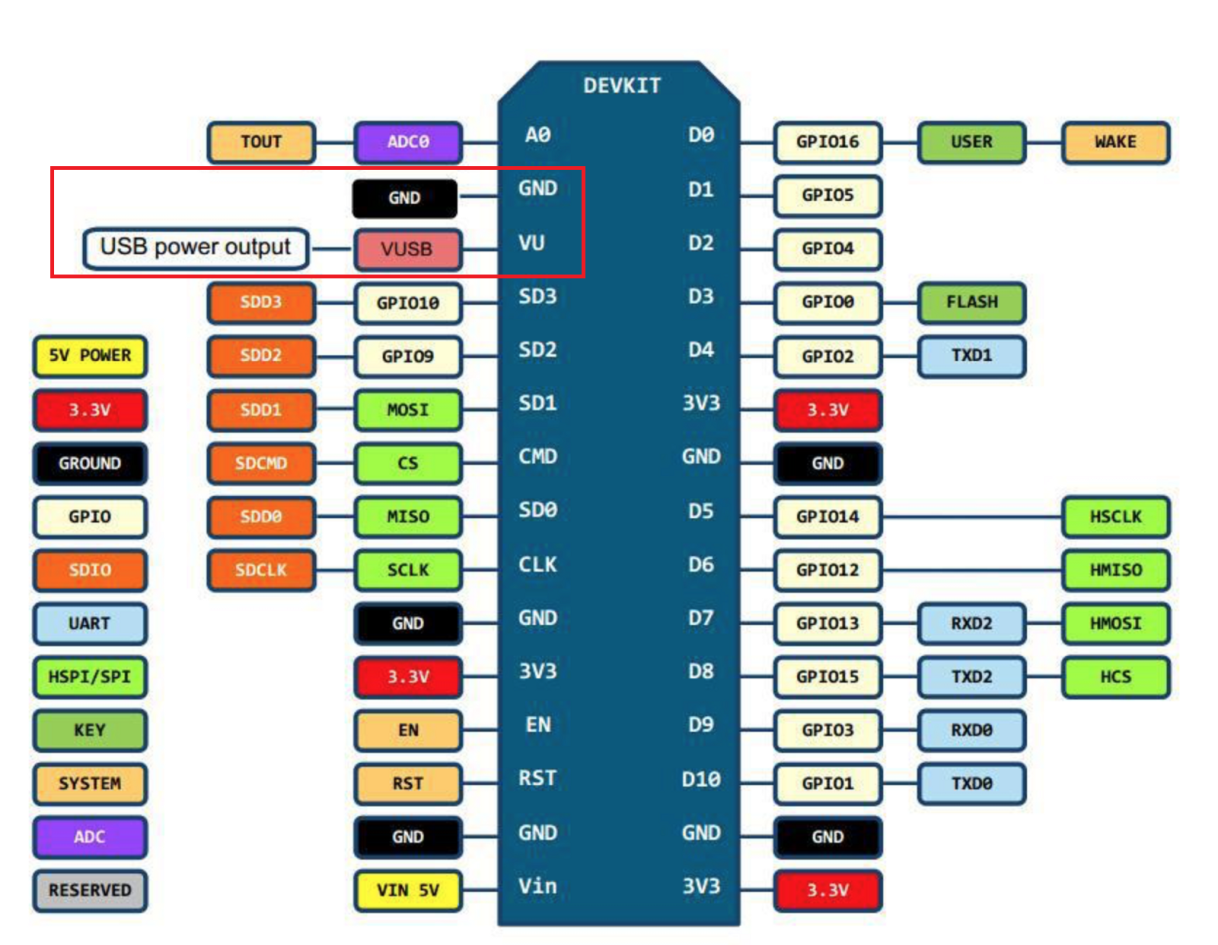 DEVKIT
TOUT ADC0 A0 D0 GPIO16 USER WAKE
GND GND D1 GPIO5
USB power output VUSB VU D2 GPIO4
SDD3 GPIO10 SD3 D3 GPIO0 FLASH
5V POWER SDD2 GPIO9 SD2 D4 GPIO2 TXD1
3.3V SDD1 MOSI SD1 3V3 3.3V
GROUND SDCMD CS CMD GND GND
GPIO SDD0 MISO SD0 D5 GPIO14 HSCLK
SDIO SDCLK SCLK CLK D6 GPIO12 HMISO
UART GND GND D7 GPIO13 RXD2 HMOSI
HSPI/SPI 3.3V 3V3 D8 GPIO15 TXD2 HCS
KEY EN EN D9 GPIO3 RXD0
SYSTEM RST RST D10 GPIO1 TXD0
ADC GND GND GND GND
RESERVED VIN 5V Vin 3V3 3.3V